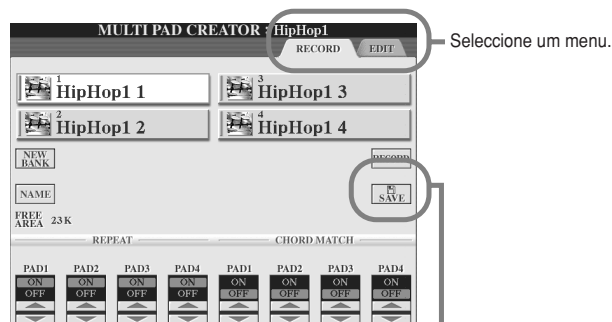 MULTI PAD CREATOR : HipHop1
RECORD EDIT
Seleccione um menu.
1 HipHop1 1
3 HipHop1 3
2 HipHop1 2
4 HipHop1 4
NEW BANK
RECORD
NAME
SAVE
FREE AREA 23K
REPEAT CHORD MATCH
PAD1 PAD2 PAD3 PAD4 PAD1 PAD2 PAD3 PAD4
ON ON ON ON ON ON ON ON
OFF OFF OFF OFF OFF OFF OFF OFF